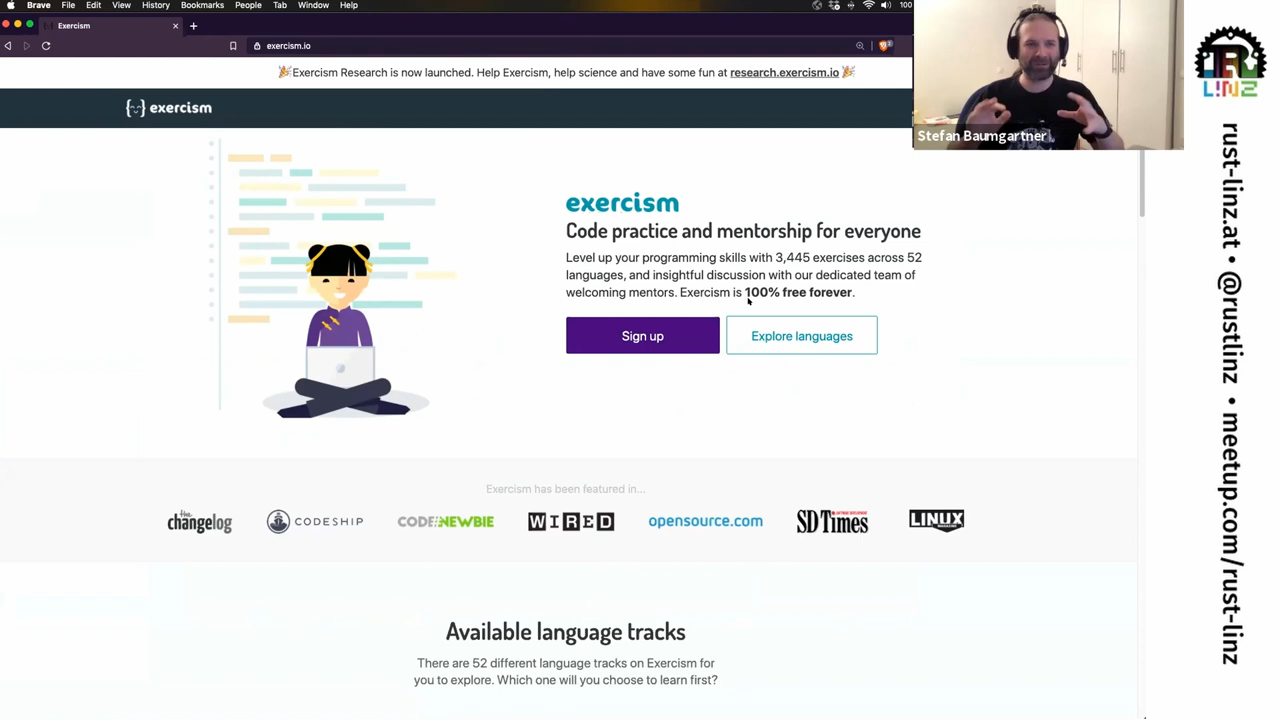 Brave File Edit View History Bookmarks People Tab Window Help 100
Exercism
exercism.io
🎉Exercism Research is now launched. Help Exercism, help science and have some fun at research.exercism.io 🎉
exercism
Stefan Baumgartner
exercism
Code practice and mentorship for everyone
Level up your programming skills with 3,445 exercises across 52
languages, and insightful discussion with our dedicated team of
welcoming mentors. Exercism is 100% free forever.
Sign up
Explore languages
Exercism has been featured in...
the changelog
CODESHIP
CODE NEWBIE
WIRED
opensource.com
SD Times
LINUX
Available language tracks
There are 52 different language tracks on Exercism for
you to explore. Which one will you choose to learn first?
R
L!NZ
rust-linz.at • @rustlinz • meetup.com/rust-linz